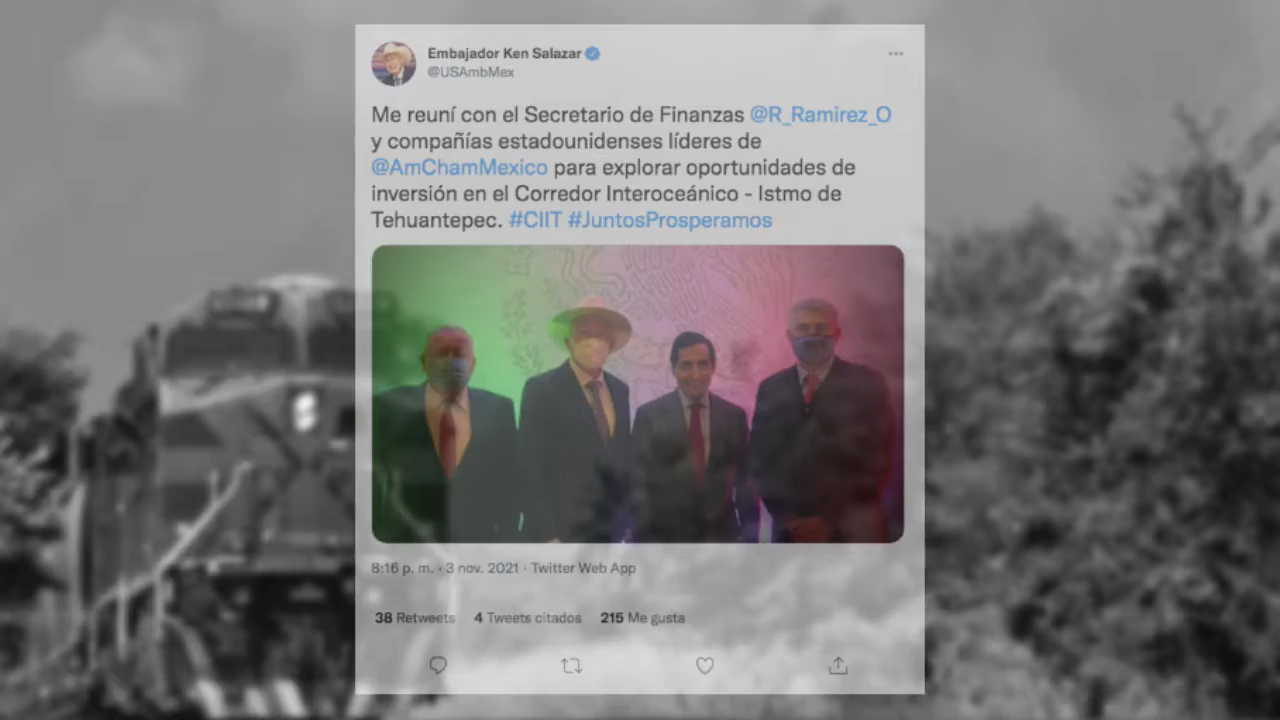 Embajador Ken Salazar
@USAmbMex
Me reuní con el Secretario de Finanzas @R_Ramirez_O
y compañías estadounidenses líderes de
@AmChamMexico para explorar oportunidades de
inversión en el Corredor Interoceánico - Istmo de
Tehuantepec. #CIIT #JuntosProsperamos
8:16 p. m. · 3 nov. 2021 · Twitter Web App
38 Retweets 4 Tweets citados 215 Me gusta